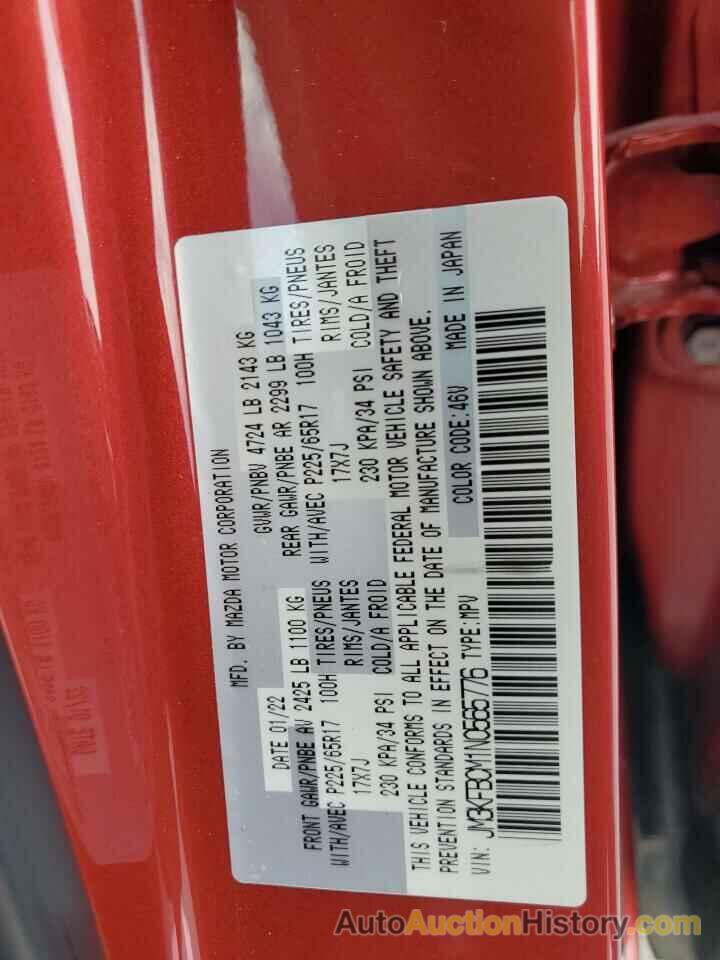 MFD. BY MAZDA MOTOR CORPORATION
DATE 01/22 GVWR/PNBV 4724 LB 2143 KG
FRONT GAWR/PNBE AV 2425 LB 1100 KG REAR GAWR/PNBE AR 2299 LB 1043 KG
WITH/AVEC P225/65R17 100H TIRES/PNEUS WITH/AVEC P225/65R17 100H TIRES/PNEUS
17X7J RIMS/JANTES 17X7J RIMS/JANTES
230 KPA/34 PSI COLD/A FROID 230 KPA/34 PSI COLD/A FROID
THIS VEHICLE CONFORMS TO ALL APPLICABLE FEDERAL MOTOR VEHICLE SAFETY AND THEFT
PREVENTION STANDARDS IN EFFECT ON THE DATE OF MANUFACTURE SHOWN ABOVE.
VIN: JM3KFBCM1N0565776 TYPE:MPV COLOR CODE:46V MADE IN JAPAN
AutoAuctionHistory.com